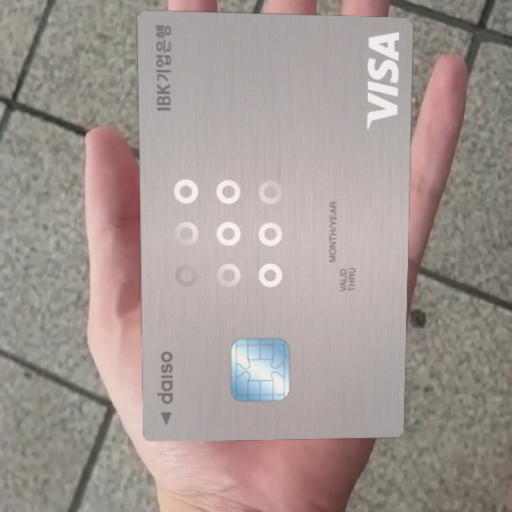 ◀ daiso
IBK기업은행
VALID
THRU
MONTH/YEAR
VISA